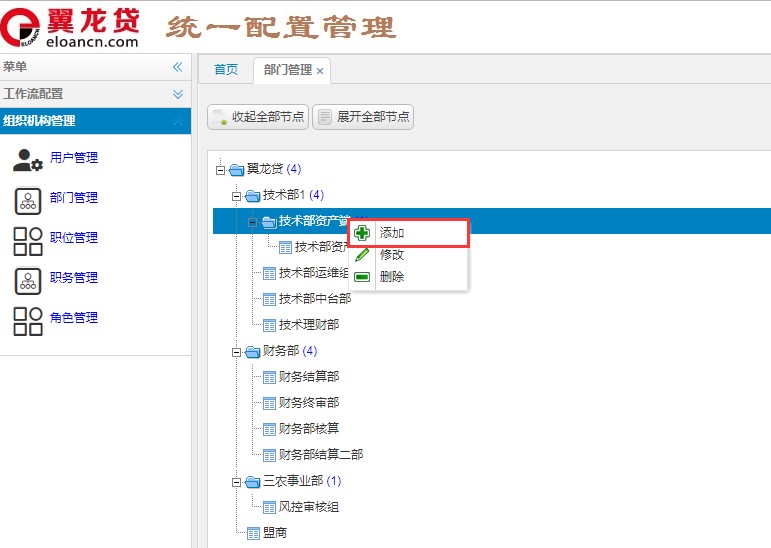 翼龙贷
eloancn.com
ELOANCN
统一配置管理
菜单
工作流配置
组织机构管理
用户管理
部门管理
职位管理
职务管理
角色管理
首页 部门管理 ×
收起全部节点 展开全部节点
翼龙贷 (4)
技术部1 (4)
技术部资产端
添加
技术部资产
修改
技术部运维组
删除
技术部中台部
技术理财部
财务部 (4)
财务结算部
财务终审部
财务部核算
财务部结算二部
三农事业部 (1)
风控审核组
盟商